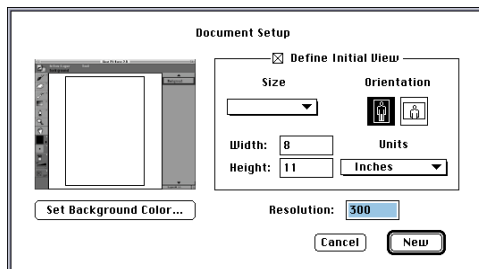 Document Setup
Define Initial View
Size
Orientation
Width: 8
Units
Height: 11
Inches
Set Background Color...
Resolution: 300
Cancel
New